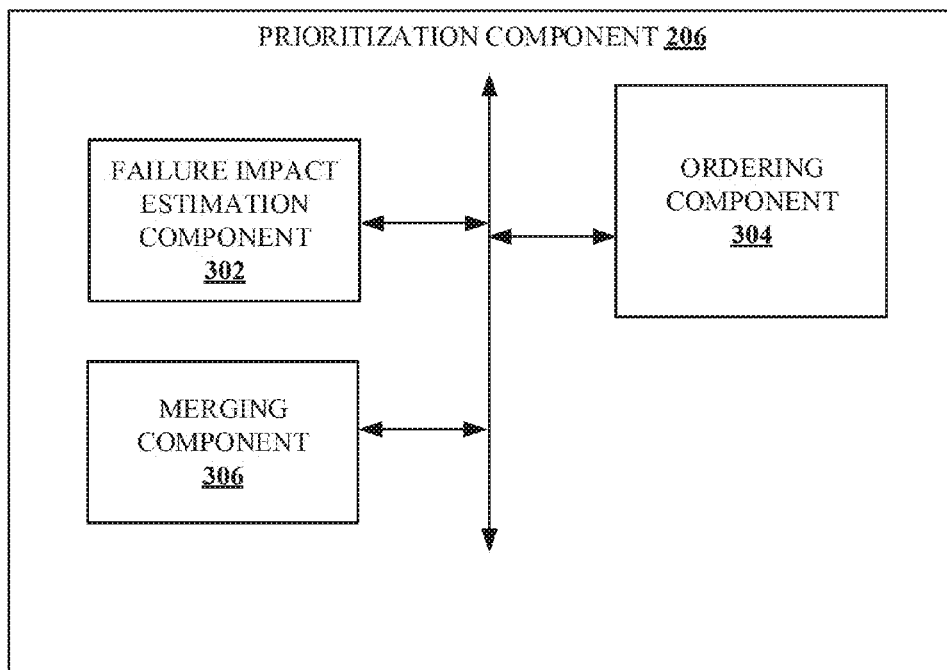 PRIORITIZATION COMPONENT 206
FAILURE IMPACT
ESTIMATION
COMPONENT
302
ORDERING
COMPONENT
304
MERGING
COMPONENT
306